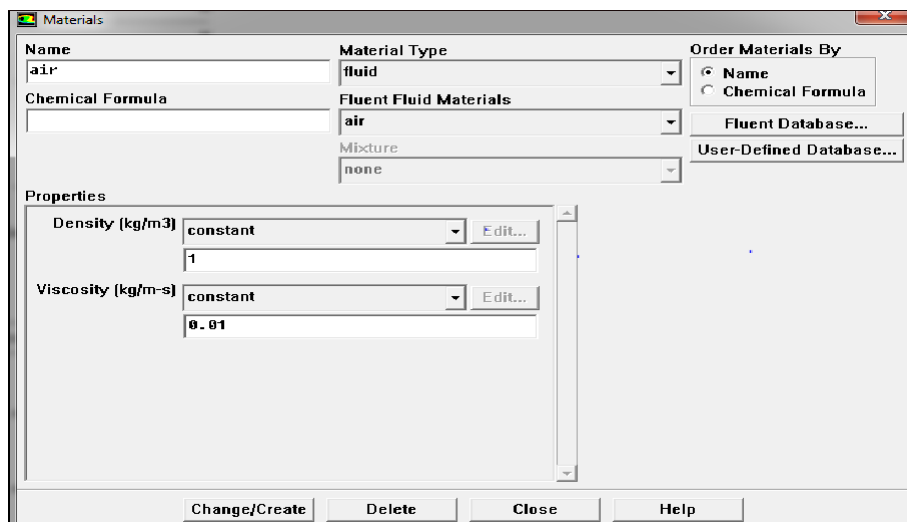 Materials
Name
air
Chemical Formula
Material Type
fluid
Fluent Fluid Materials
air
Mixture
none
Order Materials By
Name
Chemical Formula
Fluent Database...
User-Defined Database...
Properties
Density (kg/m3) constant Edit...
1
Viscosity (kg/m-s) constant Edit...
0.01
Change/Create Delete Close Help